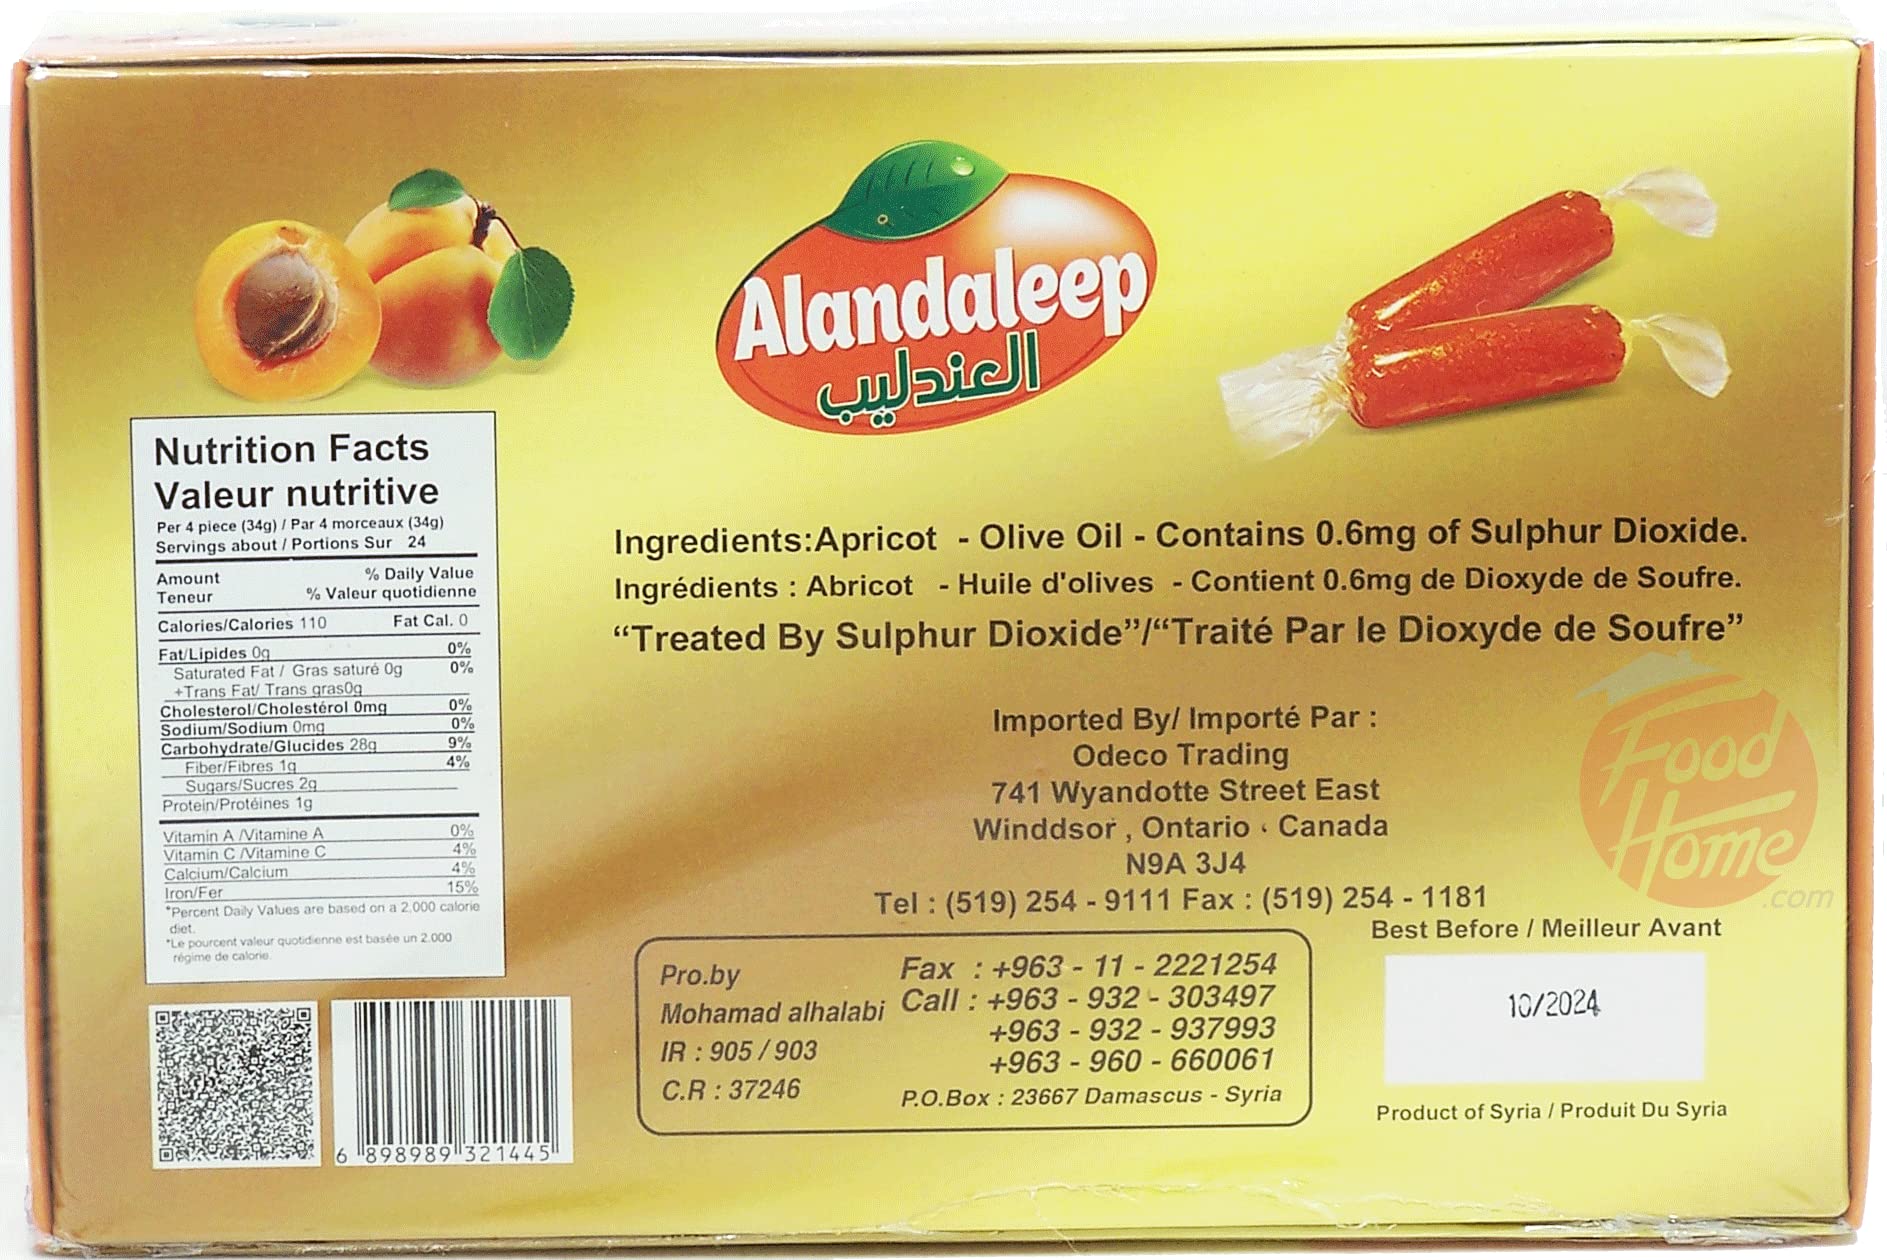 Alandaleep
العندليب
Nutrition Facts
Valeur nutritive
Per 4 piece (34g) / Par 4 morceaux (34g)
Servings about / Portions Sur 24
Amount % Daily Value
Teneur % Valeur quotidienne
Calories/Calories 110 Fat Cal. 0
Fat/Lipides 0g 0%
Saturated Fat / Gras saturé 0g 0%
+Trans Fat/ Trans gras0g
Cholesterol/Cholestérol 0mg 0%
Sodium/Sodium 0mg 0%
Carbohydrate/Glucides 28g 9%
Fiber/Fibres 1g 4%
Sugars/Sucres 2g
Protein/Protéines 1g
Vitamin A /Vitamine A 0%
Vitamin C /Vitamine C 4%
Calcium/Calcium 4%
Iron/Fer 15%
*Percent Daily Values are based on a 2,000 calorie
diet.
*Le pourcent valeur quotidienne est basée un 2.000
régime de calorie.
Ingredients:Apricot - Olive Oil - Contains 0.6mg of Sulphur Dioxide.
Ingrédients : Abricot - Huile d'olives - Contient 0.6mg de Dioxyde de Soufre.
“Treated By Sulphur Dioxide”/“Traité Par le Dioxyde de Soufre”
Imported By/ Importé Par :
Odeco Trading
741 Wyandotte Street East
Winddsor , Ontario ، Canada
N9A 3J4
Tel : (519) 254 - 9111 Fax : (519) 254 - 1181
Food
Home
.com
Best Before / Meilleur Avant
10/2024
Product of Syria / Produit Du Syria
Pro.by
Mohamad alhalabi
IR : 905 / 903
C.R : 37246
Fax : +963 - 11 - 2221254
Call : +963 - 932 - 303497
+963 - 932 - 937993
+963 - 960 - 660061
P.O.Box : 23667 Damascus - Syria
6 898989 321445